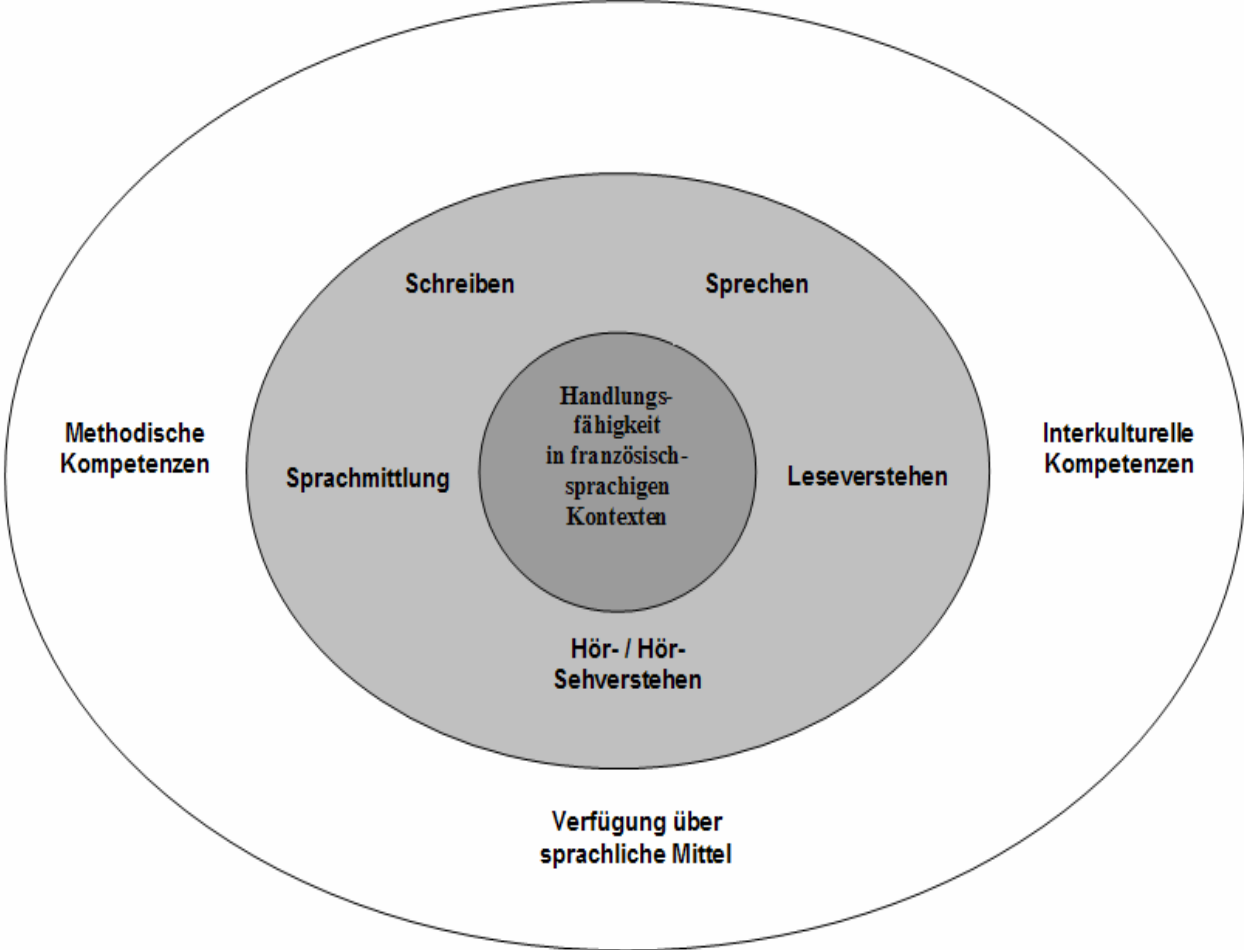 Schreiben
Sprechen
Handlungs-
fähigkeit
in französisch-
sprachigen
Kontexten
Methodische
Kompetenzen
Interkulturelle
Kompetenzen
Sprachmittlung
Leseverstehen
Hör- / Hör-
Sehverstehen
Verfügung über
sprachliche Mittel